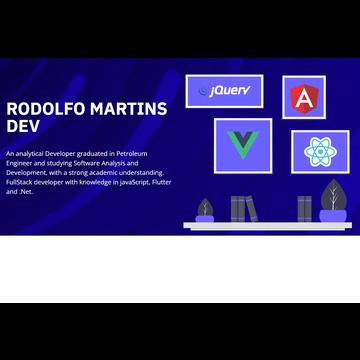 jQuery
RODOLFO MARTINS
DEV
An analytical Developer graduated in Petroleum
Engineer and studying Software Analysis and
Development, with a strong academic understanding.
FullStack developer with knowledge in javaScript, Flutter
and .Net.